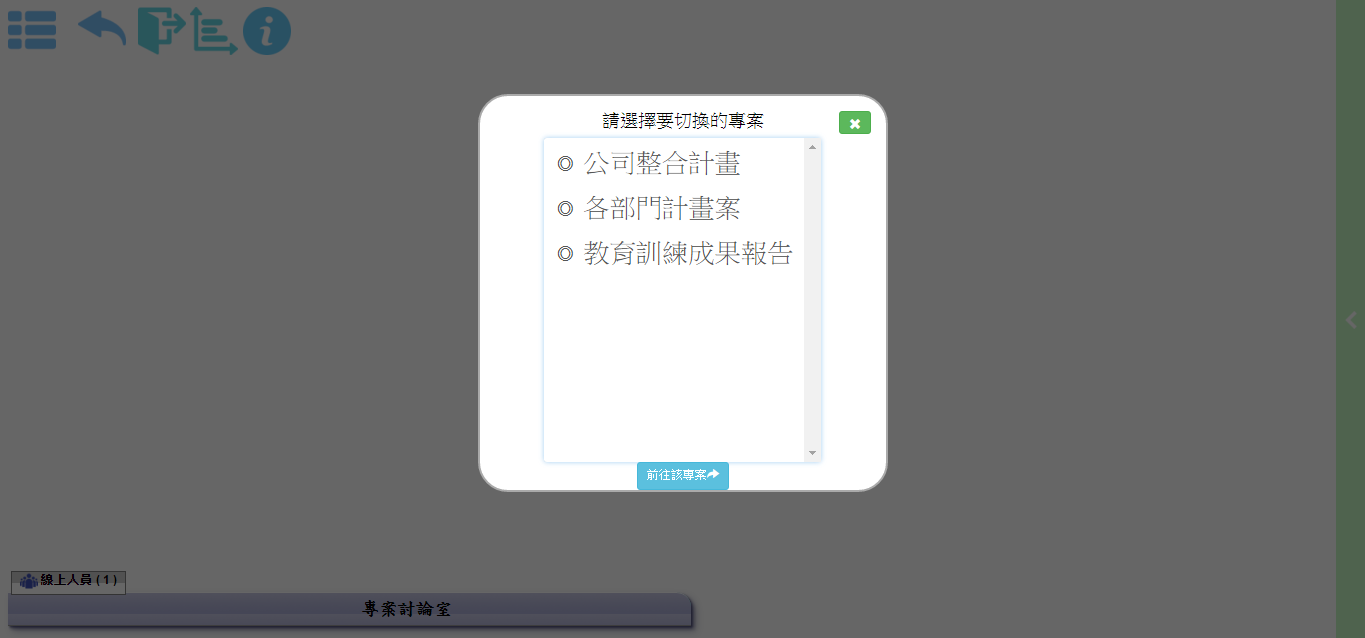 請選擇要切換的專案
◎ 公司整合計畫
◎ 各部門計畫案
◎ 教育訓練成果報告
前往該專案
線上人員 ( 1 )
專案討論室